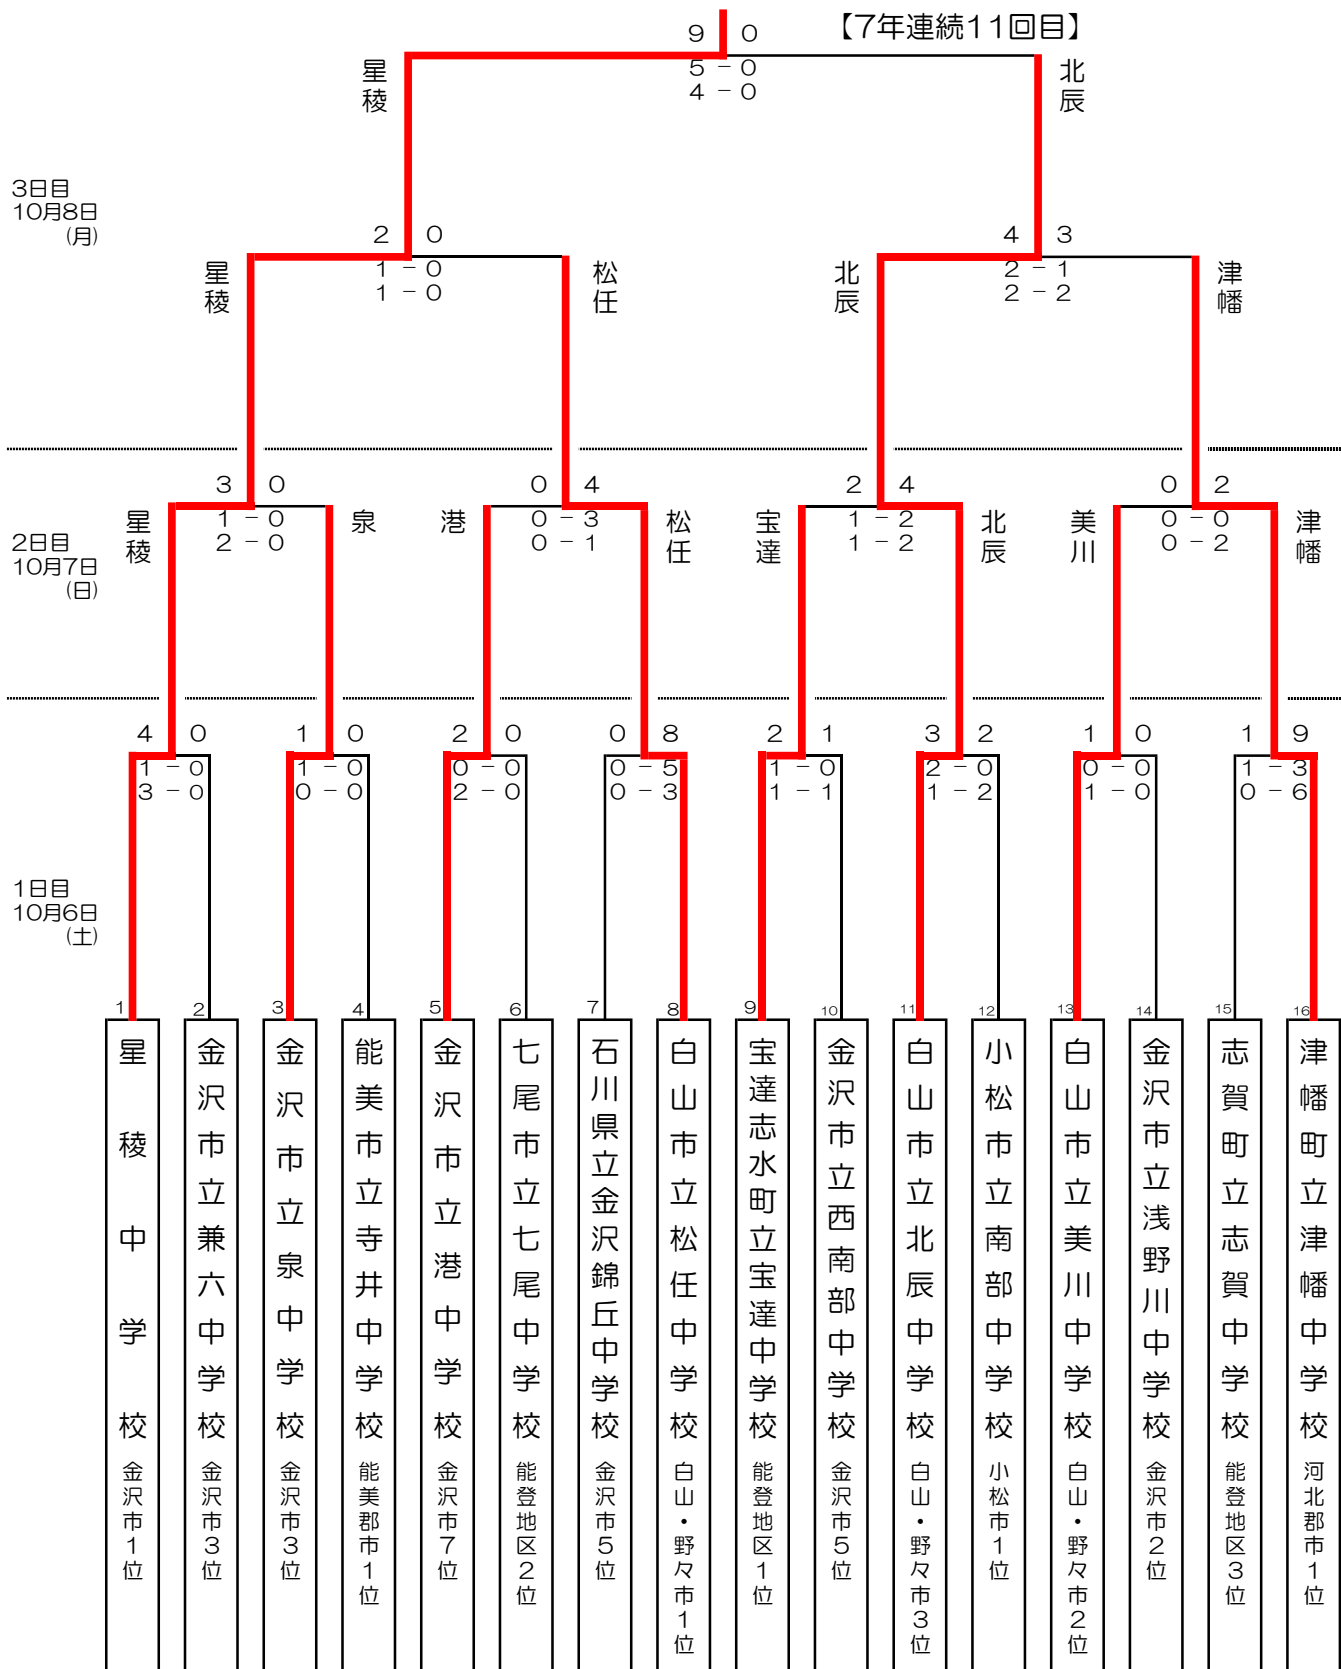 【7年連続11回目】
9 0
5 - 0
4 - 0
星稜
北辰
3日目
10月8日
(月)
2 0
1 - 0
1 - 0
4 3
2 - 1
2 - 2
星稜
松任
北辰
津幡
3 0
1 - 0
2 - 0
0 4
0 - 3
0 - 1
2 4
1 - 2
1 - 2
0 2
0 - 0
0 - 2
星稜
泉
港
松任
宝達
北辰
美川
津幡
2日目
10月7日
(日)
4 0
1 - 0
3 - 0
1 0
1 - 0
0 - 0
2 0
0 - 0
2 - 0
0 8
0 - 5
0 - 3
2 1
1 - 0
1 - 1
3 2
2 - 0
1 - 2
1 0
0 - 0
1 - 0
1 9
1 - 3
0 - 6
1日目
10月6日
(土)
1
星稜中学校 金沢市1位
2
金沢市立兼六中学校 金沢市3位
3
金沢市立泉中学校 金沢市3位
4
能美市立寺井中学校 能美郡市1位
5
金沢市立港中学校 金沢市7位
6
七尾市立七尾中学校 能登地区2位
7
石川県立金沢錦丘中学校 金沢市5位
8
白山市立松任中学校 白山・野々市1位
9
宝達志水町立宝達中学校 能登地区1位
10
金沢市立西南部中学校 金沢市5位
11
白山市立北辰中学校 白山・野々市3位
12
小松市立南部中学校 小松市1位
13
白山市立美川中学校 白山・野々市2位
14
金沢市立浅野川中学校 金沢市2位
15
志賀町立志賀中学校 能登地区3位
16
津幡町立津幡中学校 河北郡市1位